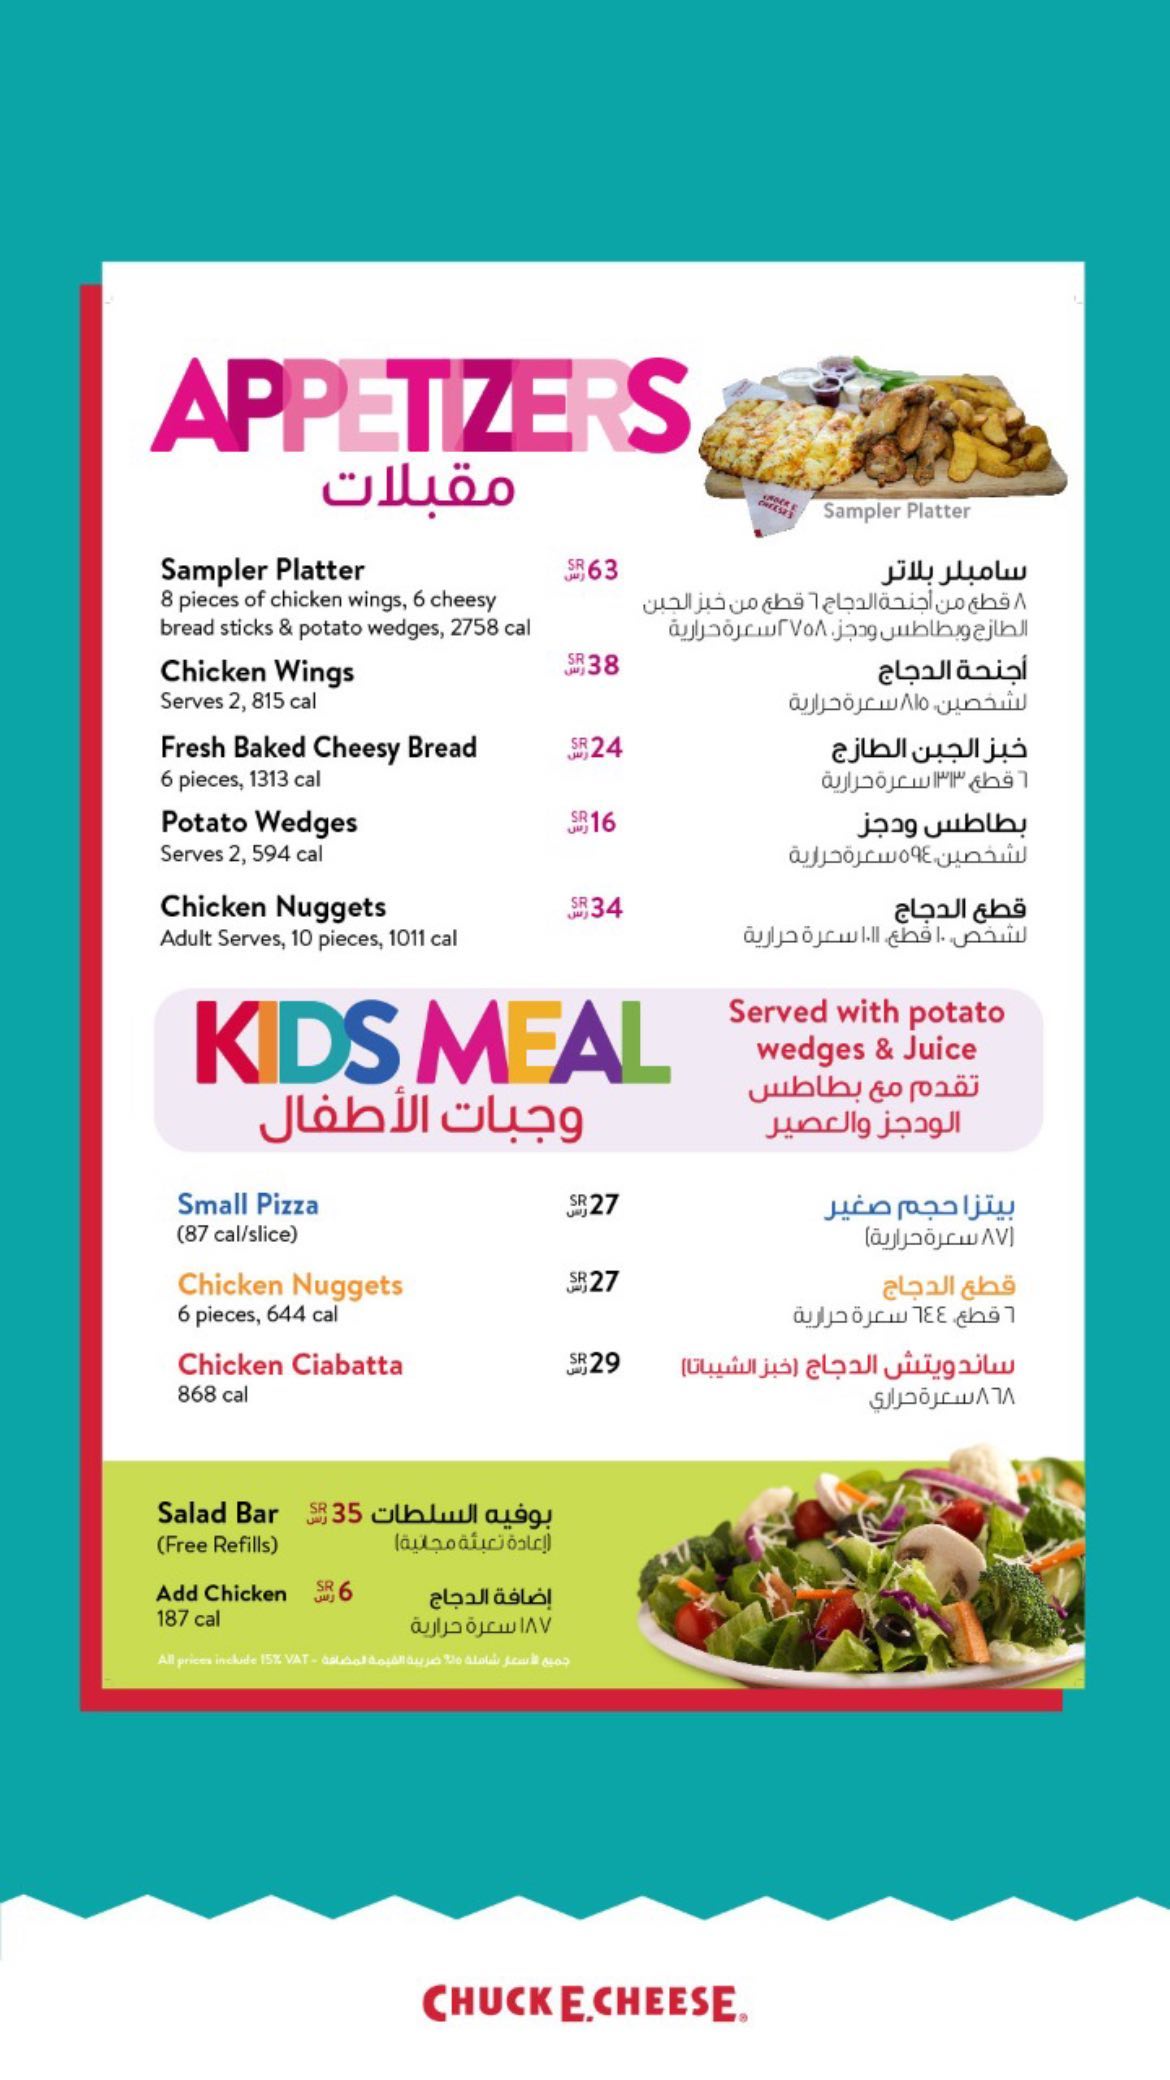 APPETIZERS
مقبلات
CHUCK E. CHEESE'S
Sampler Platter
Sampler Platter SR ر.س 63 سامبلر بلاتر
8 pieces of chicken wings, 6 cheesy ٨ قطع من أجنحة الدجاج ٦ قطع من خبز الجبن
bread sticks & potato wedges, 2758 cal الطازج وبطاطس ودجز، ٢٧٥٨ سعرة حرارية
Chicken Wings SR ر.س 38 أجنحة الدجاج
Serves 2, 815 cal لشخصين، ٨١٥ سعرة حرارية
Fresh Baked Cheesy Bread SR ر.س 24 خبز الجبن الطازج
6 pieces, 1313 cal ٦ قطع، ١٣١٣ سعرة حرارية
Potato Wedges SR ر.س 16 بطاطس ودجز
Serves 2, 594 cal لشخصين، ٥٩٤ سعرة حرارية
Chicken Nuggets SR ر.س 34 قطع الدجاج
Adult Serves, 10 pieces, 1011 cal لشخص، ١٠ قطع، ١٠١١ سعرة حرارية
KIDS MEAL
وجبات الأطفال
Served with potato
wedges & Juice
تقدم مع بطاطس
الودجز والعصير
Small Pizza SR ر.س 27 بيتزا حجم صغير
(87 cal/slice) (٨٧ سعرة حرارية)
Chicken Nuggets SR ر.س 27 قطع الدجاج
6 pieces, 644 cal ٦ قطع، ٦٤٤ سعرة حرارية
Chicken Ciabatta SR ر.س 29 ساندويتش الدجاج (خبز الشيباتا)
868 cal ٨٦٨ سعرة حراري
Salad Bar SR ر.س 35 بوفيه السلطات
(Free Refills) (إعادة تعبئة مجانية)
Add Chicken SR ر.س 6 إضافة الدجاج
187 cal ١٨٧ سعرة حرارية
All prices include 15% VAT - جميع الأسعار شاملة ١٥% ضريبة القيمة المضافة
CHUCK E. CHEESE®